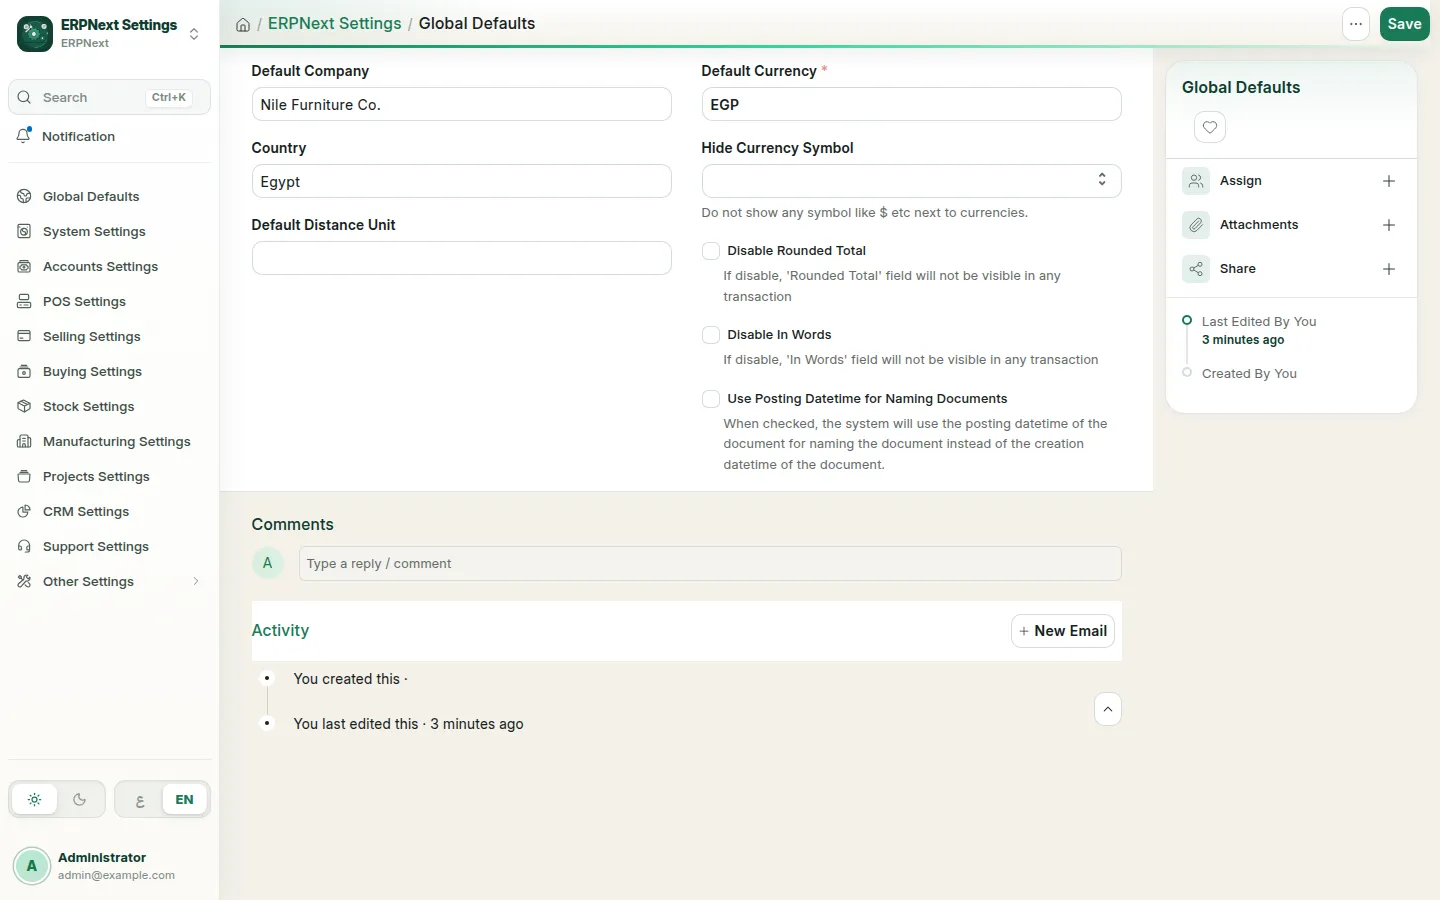 ERPNext Settings
ERPNext
Search
Ctrl+K
Notification
Global Defaults
System Settings
Accounts Settings
POS Settings
Selling Settings
Buying Settings
Stock Settings
Manufacturing Settings
Projects Settings
CRM Settings
Support Settings
Other Settings
ع
EN
A
Administrator
admin@example.com
/ ERPNext Settings / Global Defaults
Save
Default Company
Nile Furniture Co.
Country
Egypt
Default Distance Unit
Default Currency *
EGP
Hide Currency Symbol
Do not show any symbol like $ etc next to currencies.
Disable Rounded Total
If disable, 'Rounded Total' field will not be visible in any
transaction
Disable In Words
If disable, 'In Words' field will not be visible in any transaction
Use Posting Datetime for Naming Documents
When checked, the system will use the posting datetime of the
document for naming the document instead of the creation
datetime of the document.
Comments
A
Type a reply / comment
Activity
New Email
You created this ·
You last edited this · 3 minutes ago
Global Defaults
Assign
Attachments
Share
Last Edited By You
3 minutes ago
Created By You